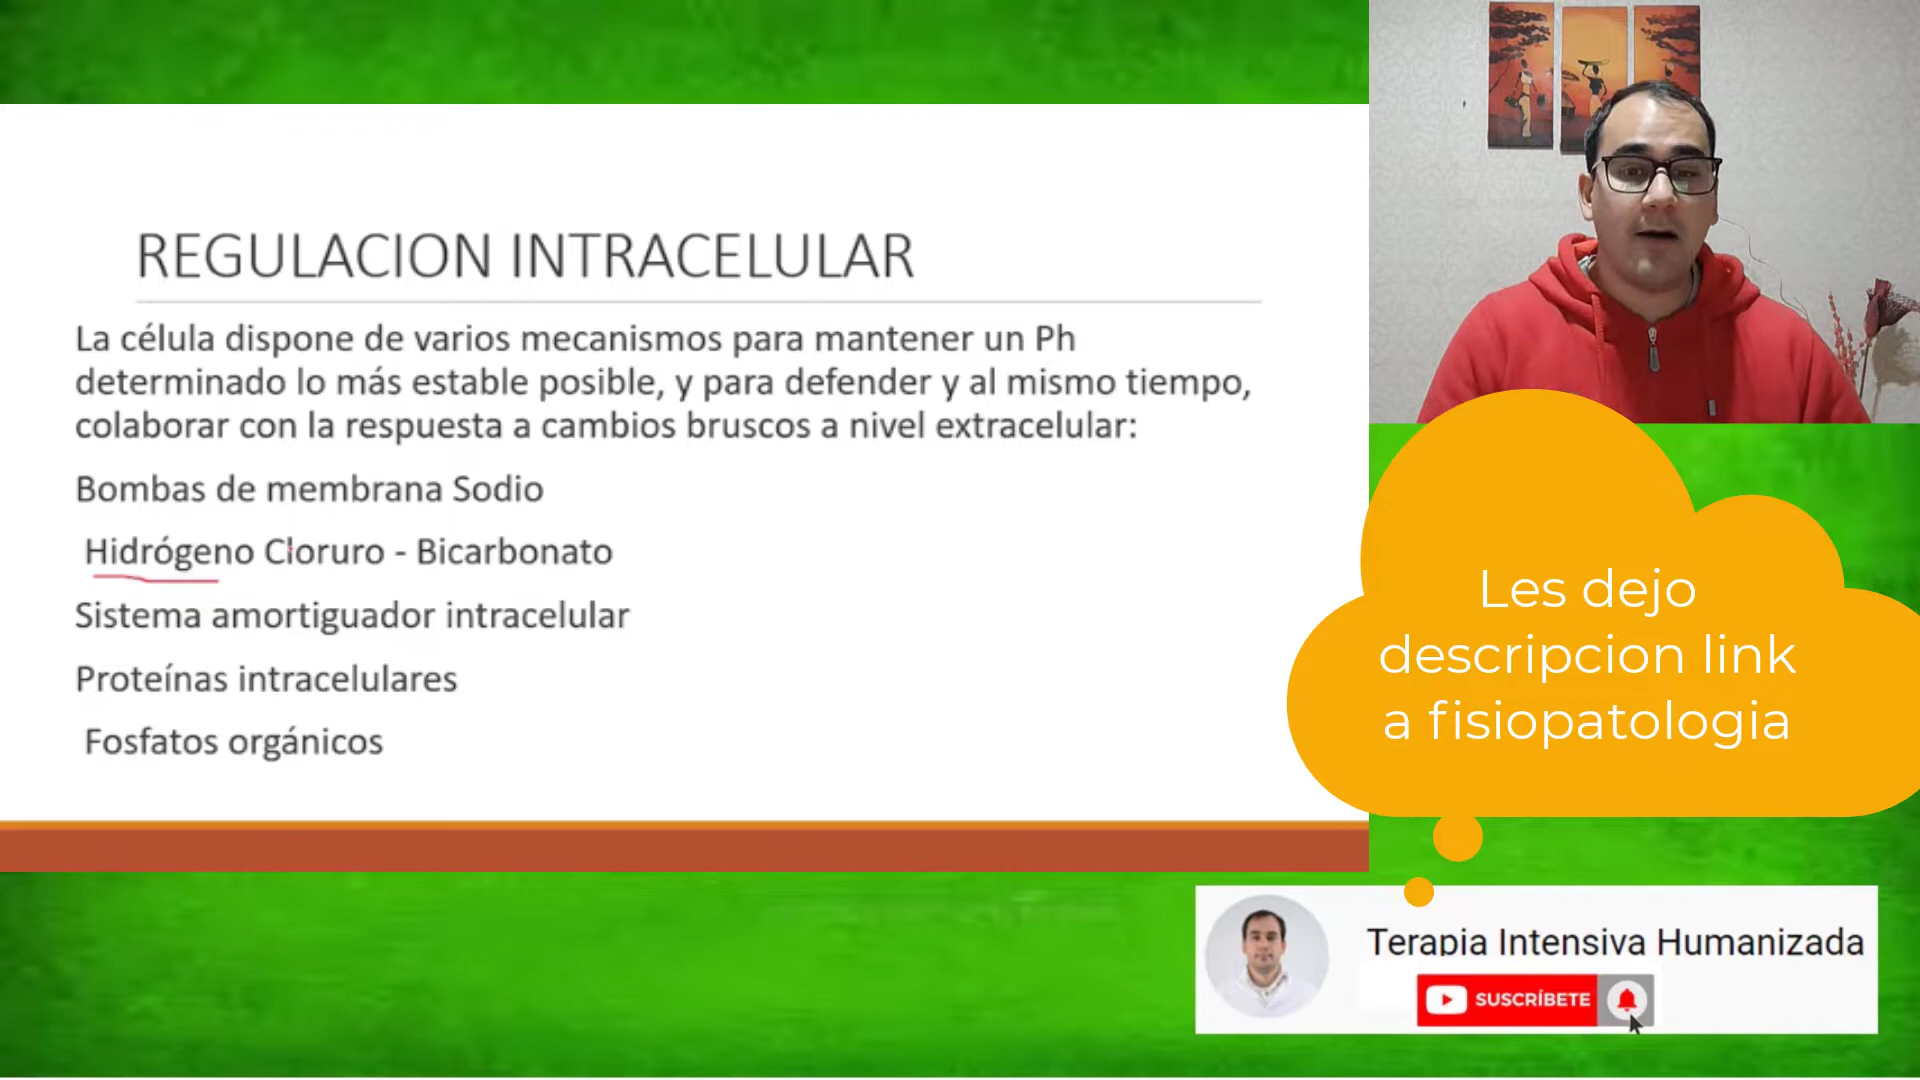 REGULACION INTRACELULAR
La célula dispone de varios mecanismos para mantener un Ph
determinado lo más estable posible, y para defender y al mismo tiempo,
colaborar con la respuesta a cambios bruscos a nivel extracelular:
Bombas de membrana Sodio
Hidrógeno Cloruro - Bicarbonato
Sistema amortiguador intracelular
Proteínas intracelulares
Fosfatos orgánicos
Les dejo
descripcion link
a fisiopatologia
Terapia Intensiva Humanizada
SUSCRÍBETE